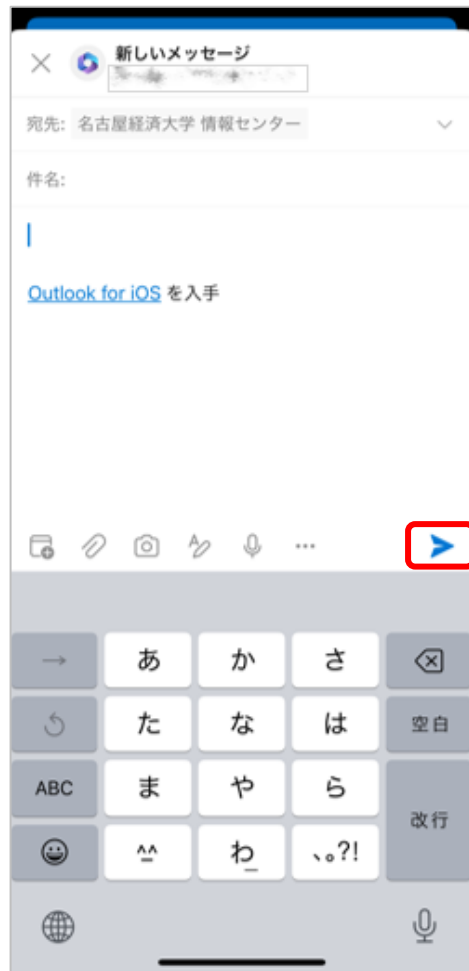 新しいメッセージ
宛先: 名古屋経済大学 情報センター
件名:
Outlook for iOS を入手
→ あ か さ
た な は 空白
ABC ま や ら 改行
^^ わ 、。?!